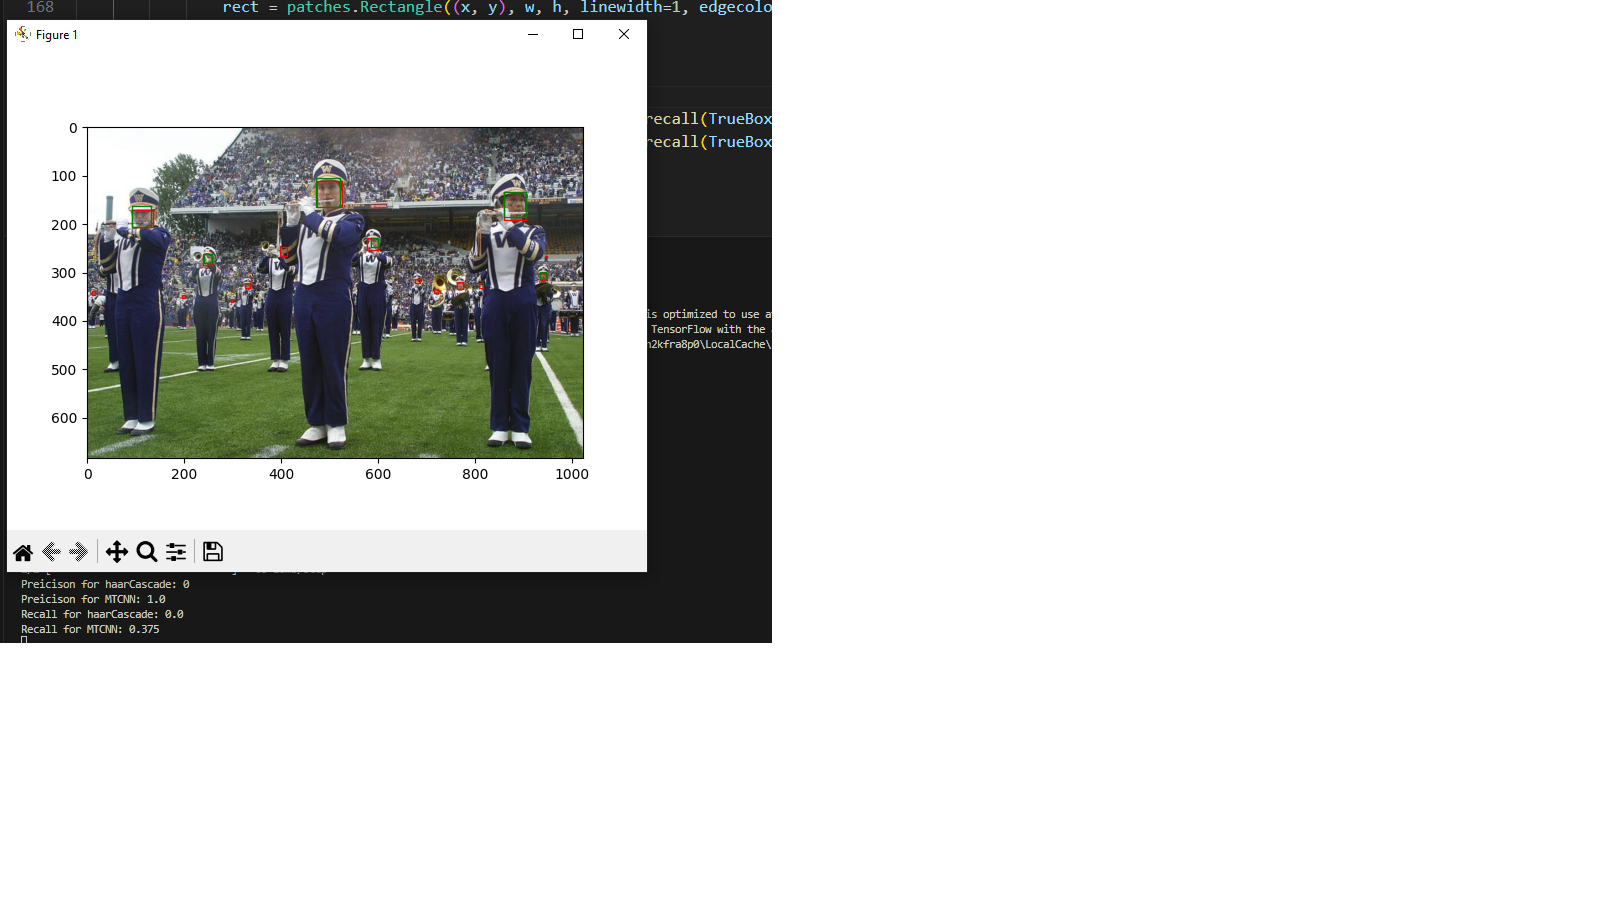 168 rect = patches.Rectangle((x, y), w, h, linewidth=1, edgecolo
Figure 1
recall(TrueBox
recall(TrueBox
0
100
200
300
400
500
600
0 200 400 600 800 1000
W
W
W
W
is optimized to use a
TensorFlow with the
n2kfra8p0\LocalCache\
Preicison for haarCascade: 0
Preicison for MTCNN: 1.0
Recall for haarCascade: 0.0
Recall for MTCNN: 0.375